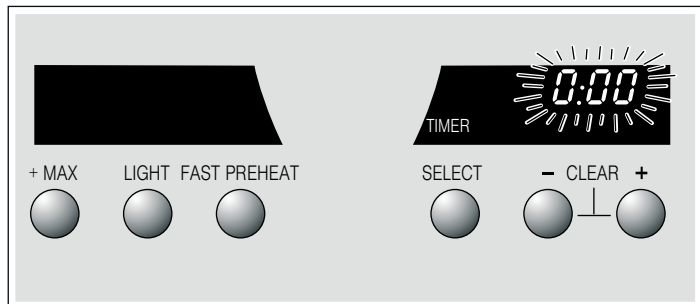 0:00
TIMER
+ MAX LIGHT FAST PREHEAT SELECT - CLEAR +